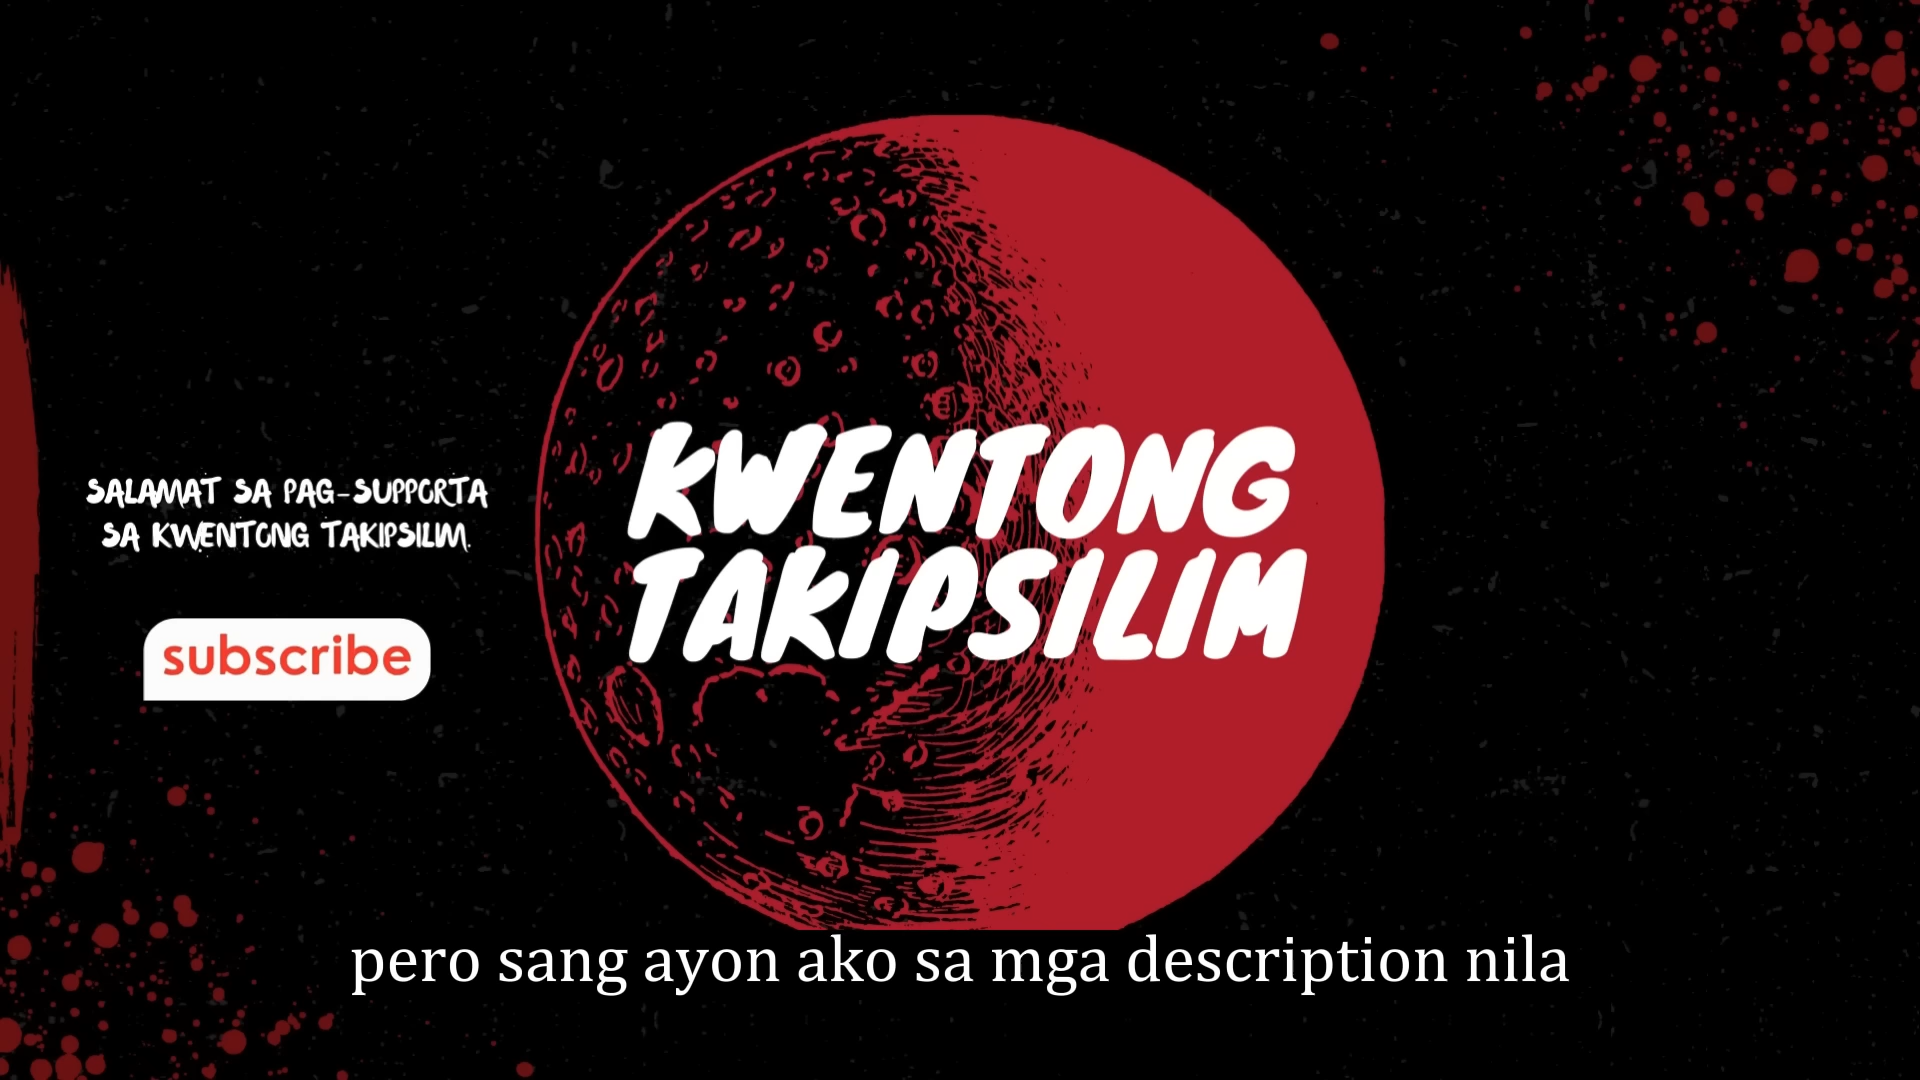 SALAMAT SA PAG-SUPPORTA
SA KWENTONG TAKIPSILIM.
subscribe
KWENTONG
TAKIPSILIM
pero sang ayon ako sa mga description nila